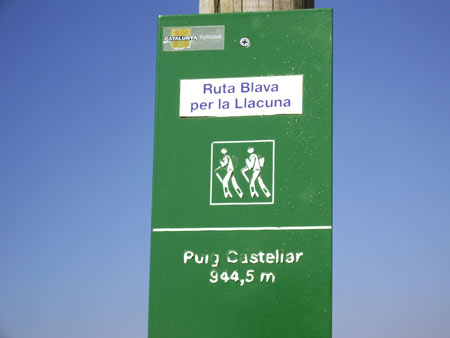 CATALUNYA TURISME
Ruta Blava
per la Llacuna
Puig Castellar
944,5 m